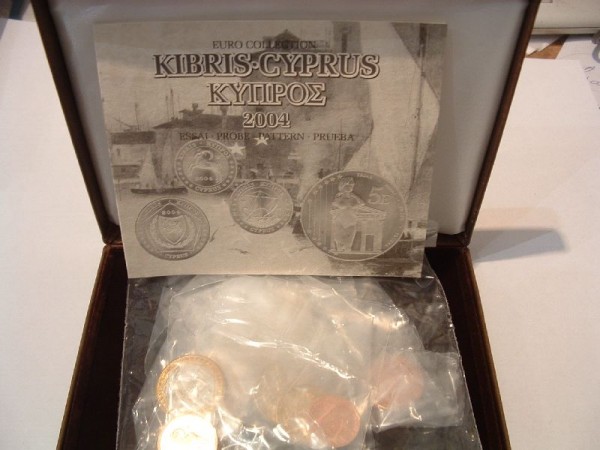 EURO COLLECTION
KIBRIS·CYPRUS
ΚΥΠΡΟΣ
2004
ESSAI · PROBE · PATTERN · PRUEBA